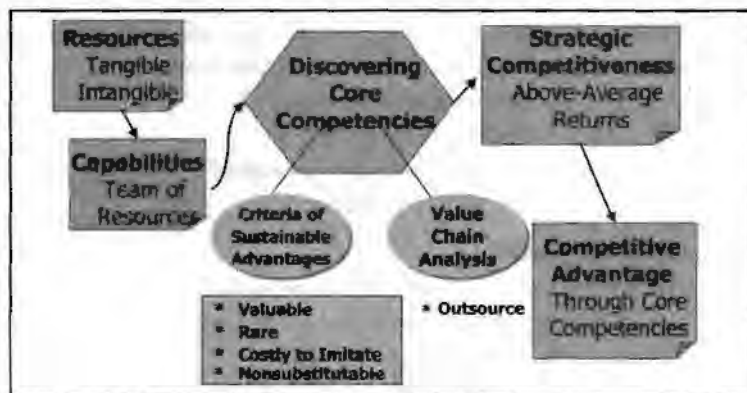 Resources
Tangible
Intangible
Capabilities
Team of
Resources
Discovering
Core
Competencies
Criteria of
Sustainable
Advantages
* Valuable
* Rare
* Costly to Imitate
* Nonsubstitutable
Value
Chain
Analysis
* Outsource
Strategic
Competitiveness
Above-Average
Returns
Competitive
Advantage
Through Core
Competencies